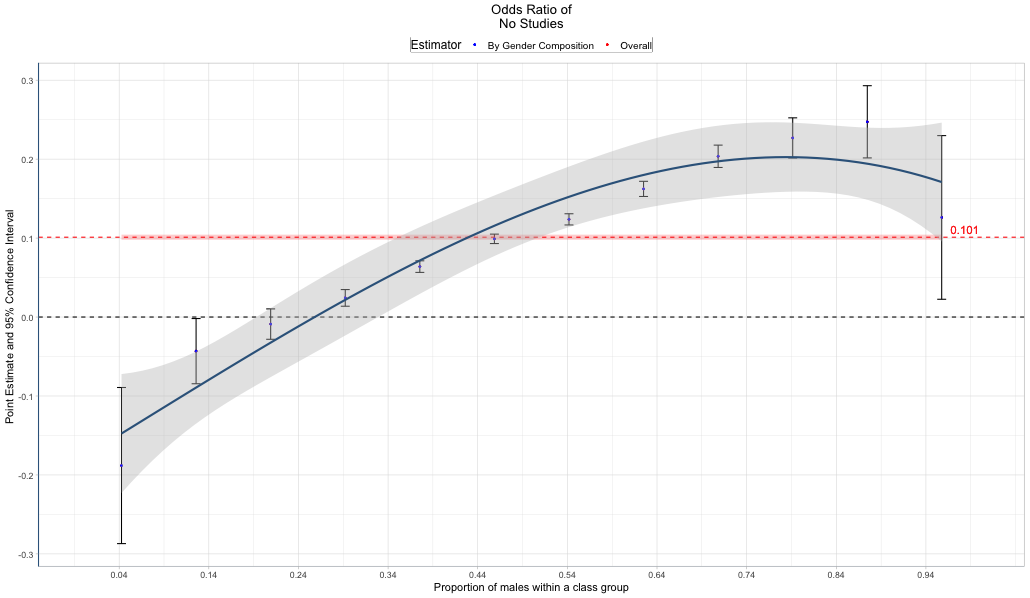 Odds Ratio of
No Studies
Estimator By Gender Composition Overall
0.3
0.2
0.1
0.0
-0.1
-0.2
-0.3
Point Estimate and 95% Confidence Interval
0.101
0.04 0.14 0.24 0.34 0.44 0.54 0.64 0.74 0.84 0.94
Proportion of males within a class group